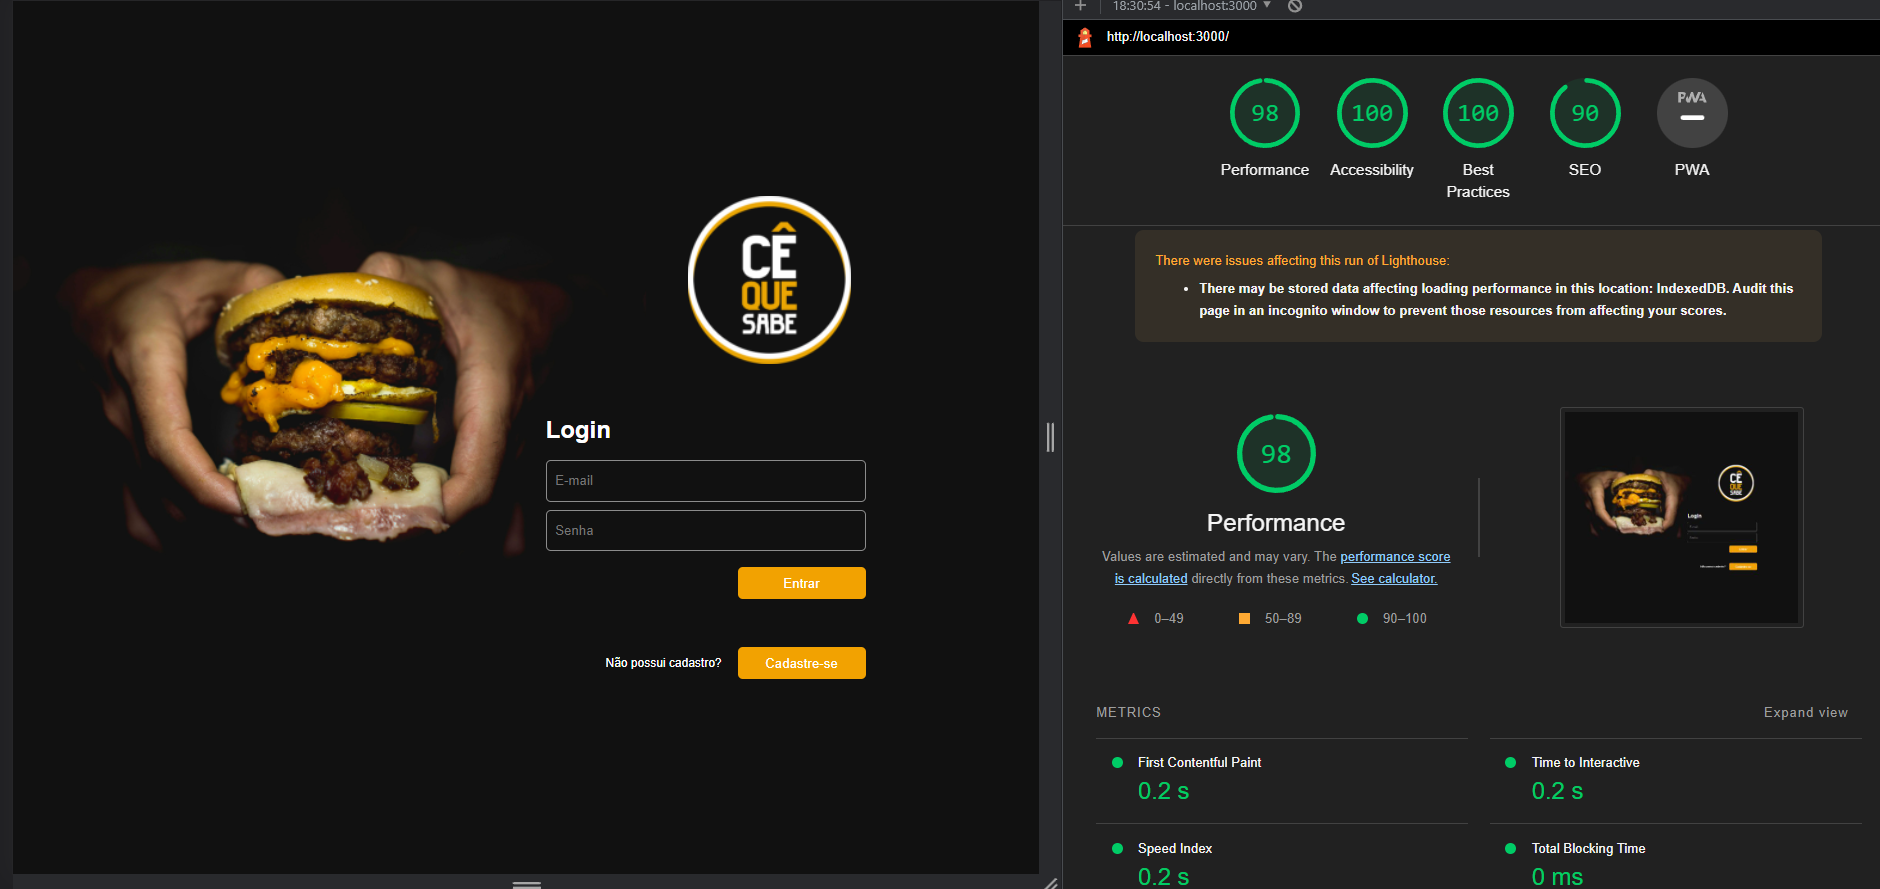 CÊ
QUE
SABE
Login
E-mail
Senha
Entrar
Não possui cadastro?
Cadastre-se
18:30:54 - localhost:3000
http://localhost:3000/
98
100
100
90
PWA
Performance
Accessibility
Best
Practices
SEO
PWA
There were issues affecting this run of Lighthouse:
There may be stored data affecting loading performance in this location: IndexedDB. Audit this
page in an incognito window to prevent those resources from affecting your scores.
98
Performance
Values are estimated and may vary. The performance score
is calculated directly from these metrics. See calculator.
0–49
50–89
90–100
CÊ
QUE
SABE
Login
METRICS
Expand view
First Contentful Paint
0.2 s
Time to Interactive
0.2 s
Speed Index
0.2 s
Total Blocking Time
0 ms